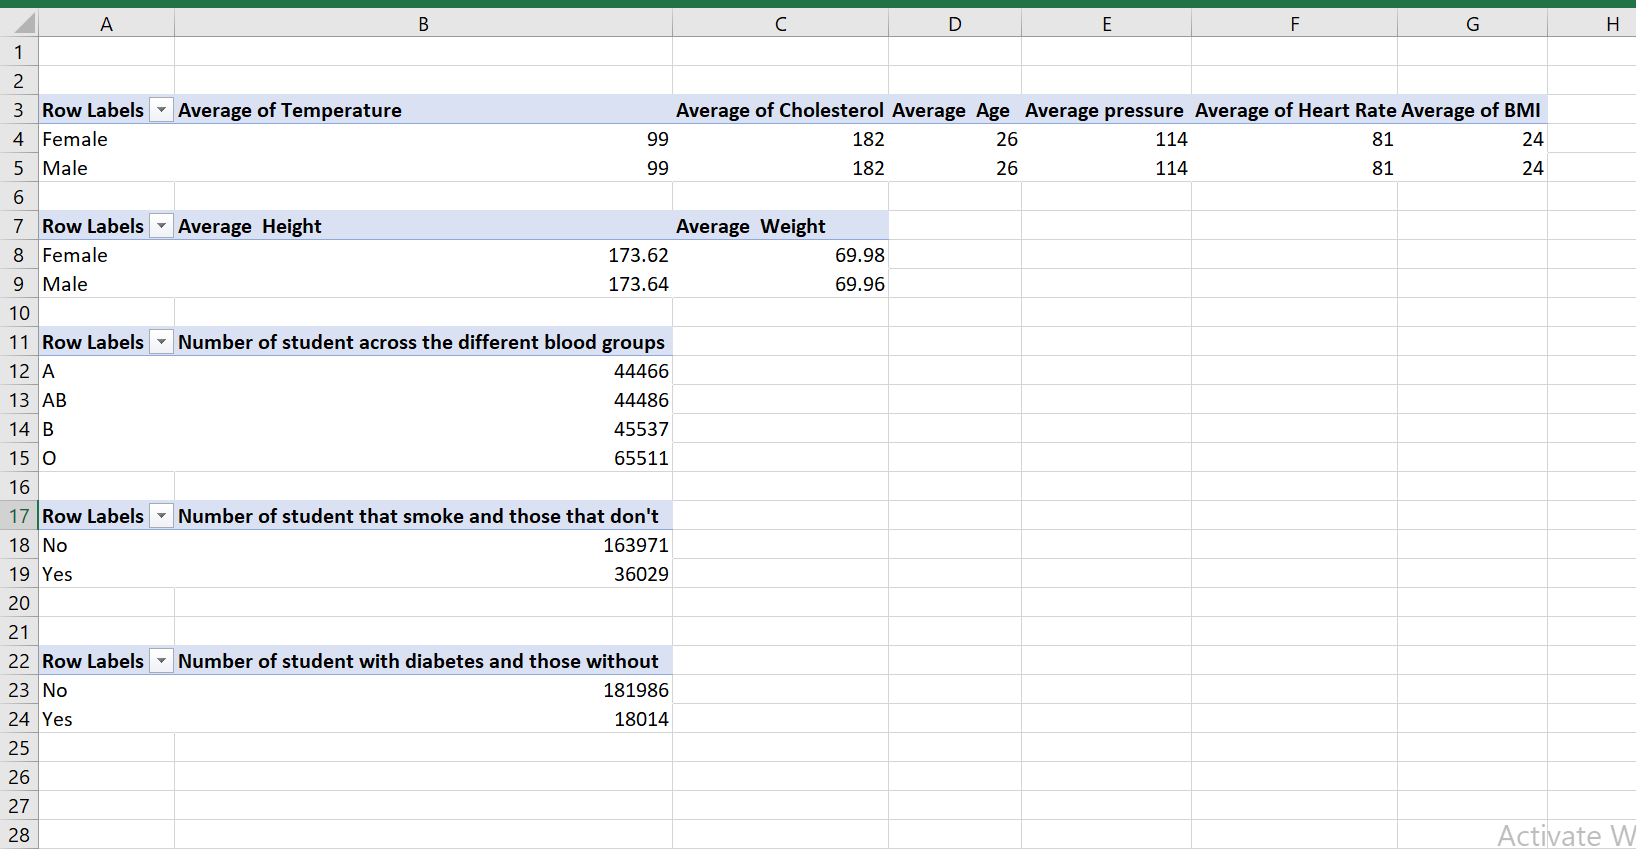 A B C D E F G H
1
2
3 Row Labels Average of Temperature Average of Cholesterol Average  Age Average pressure Average of Heart Rate Average of BMI
4 Female 99 182 26 114 81 24
5 Male 99 182 26 114 81 24
6
7 Row Labels Average  Height Average  Weight
8 Female 173.62 69.98
9 Male 173.64 69.96
10
11 Row Labels Number of student across the different blood groups
12 A 44466
13 AB 44486
14 B 45537
15 O 65511
16
17 Row Labels Number of student that smoke and those that don't
18 No 163971
19 Yes 36029
20
21
22 Row Labels Number of student with diabetes and those without
23 No 181986
24 Yes 18014
25
26
27
28 Activate W